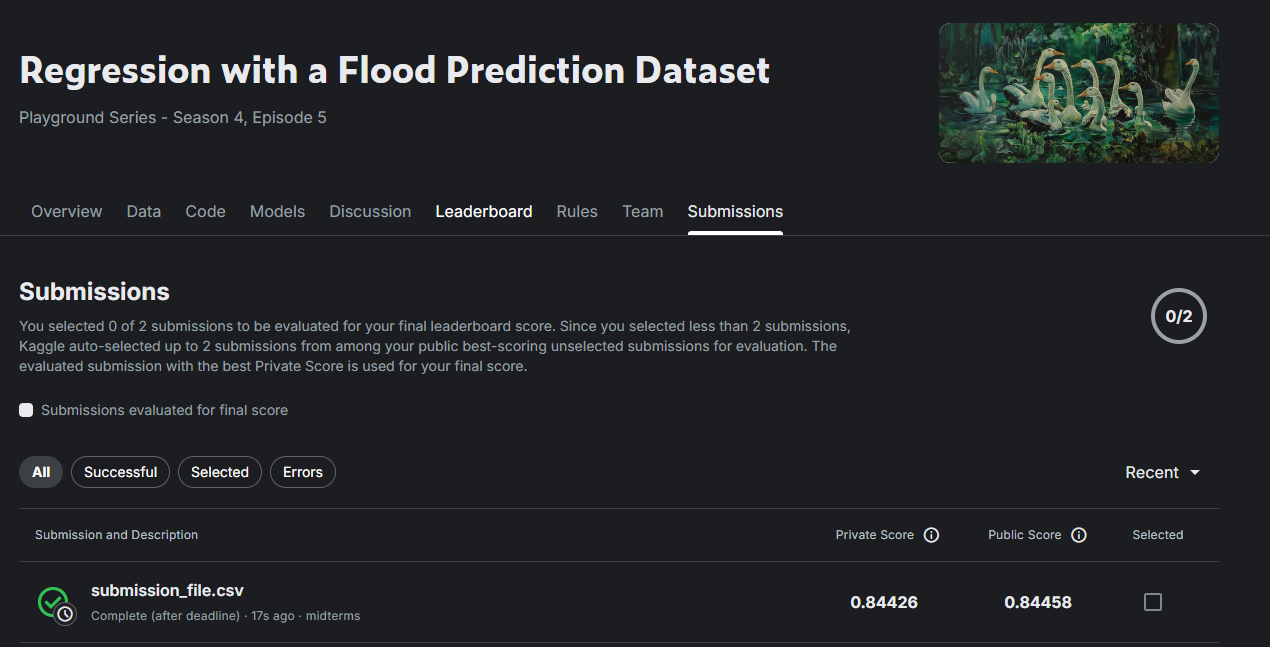 Regression with a Flood Prediction Dataset
Playground Series - Season 4, Episode 5
Overview Data Code Models Discussion Leaderboard Rules Team Submissions
Submissions
0/2
You selected 0 of 2 submissions to be evaluated for your final leaderboard score. Since you selected less than 2 submissions,
Kaggle auto-selected up to 2 submissions from among your public best-scoring unselected submissions for evaluation. The
evaluated submission with the best Private Score is used for your final score.
Submissions evaluated for final score
All Successful Selected Errors Recent
Submission and Description Private Score Public Score Selected
submission_file.csv
Complete (after deadline) · 17s ago · midterms
0.84426 0.84458